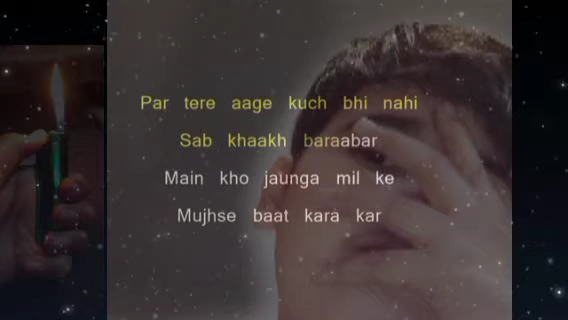 Par tere aage kuch bhi nahi
Sab khaakh baraabar
Main kho jaunga mil ke
Mujhse baat kara kar